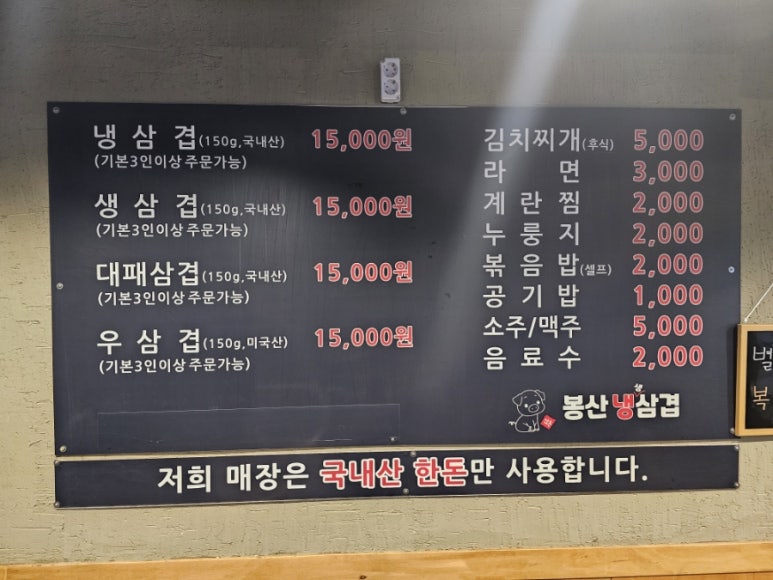 냉 삼 겹(150g,국내산) 15,000원
(기본3인이상 주문가능)
생 삼 겹(150g,국내산) 15,000원
(기본3인이상 주문가능)
대패삼겹(150g,국내산) 15,000원
(기본3인이상 주문가능)
우 삼 겹(150g,미국산) 15,000원
(기본3인이상 주문가능)
김치찌개(후식) 5,000
라 면 3,000
계 란 찜 2,000
누 룽 지 2,000
볶 음 밥(셀프) 2,000
공 기 밥 1,000
소주/맥주 5,000
음 료 수 2,000
봉산 냉삼겹
저희 매장은 국내산 한돈만 사용합니다.
별
복